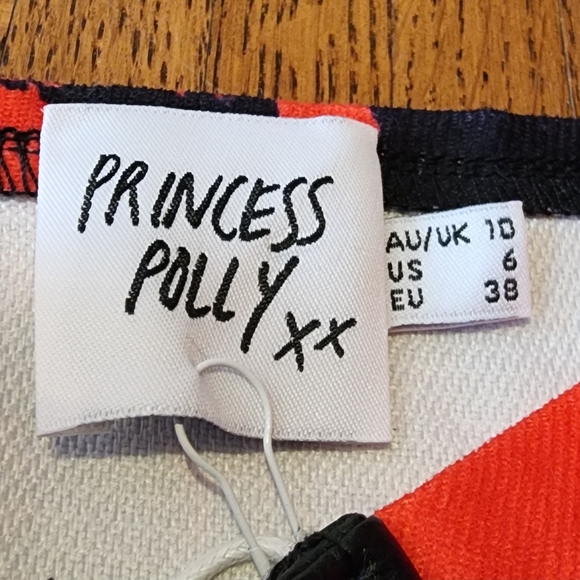 PRINCESS
POLLY
xx
AU/UK 10
US 6
EU 38